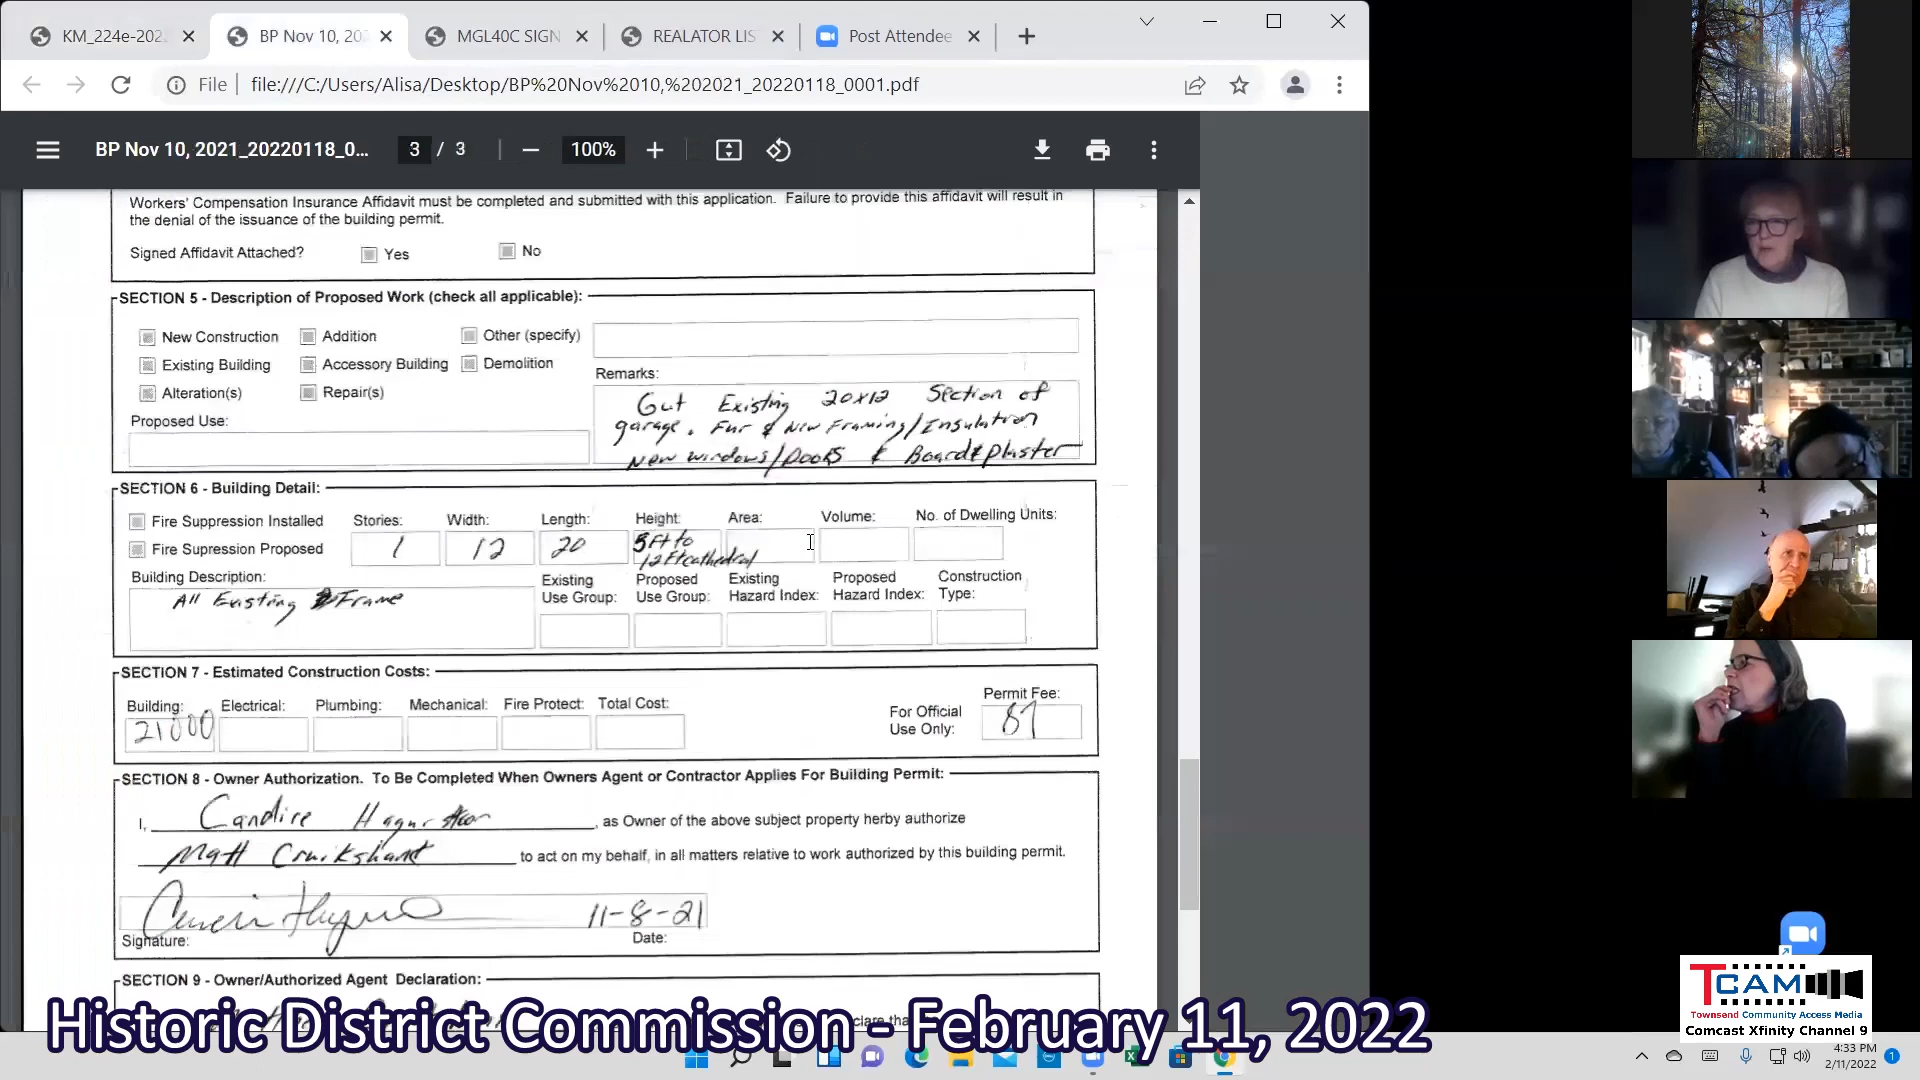 KM_224e-202
BP Nov 10, 202
MGL40C SIGN
REALATOR LIS
Post Attendee
File
file:///C:/Users/Alisa/Desktop/BP%20Nov%2010,%202021_20220118_0001.pdf
BP Nov 10, 2021_20220118_0...
3 / 3
100%
Workers' Compensation Insurance Affidavit must be completed and submitted with this application. Failure to provide this affidavit will result in
the denial of the issuance of the building permit.
Signed Affidavit Attached? Yes No
SECTION 5 - Description of Proposed Work (check all applicable):
New Construction Addition Other (specify)
Existing Building Accessory Building Demolition
Remarks:
Alteration(s) Repair(s)
Proposed Use:
Gut Existing 20x12 Section of
garage. Fur & New Framing/Insulation
New windows/Doors & Board & Plaster
SECTION 6 - Building Detail:
Fire Suppression Installed Stories: Width: Length: Height: Area: Volume: No. of Dwelling Units:
Fire Supression Proposed 1 12 20 5 Ft to
12 Ft cathedral
Building Description:
Existing Use Group: Proposed Use Group: Existing Hazard Index: Proposed Hazard Index: Construction Type:
All Existing Frame
SECTION 7 - Estimated Construction Costs:
Building: Electrical: Plumbing: Mechanical: Fire Protect: Total Cost:
For Official Use Only: Permit Fee:
21000 87
SECTION 8 - Owner Authorization. To Be Completed When Owners Agent or Contractor Applies For Building Permit:
I, Candire , as Owner of the above subject property herby authorize
Matt Cruikshant to act on my behalf, in all matters relative to work authorized by this building permit.
11-8-21
Signature: Date:
SECTION 9 - Owner/Authorized Agent Declaration:
Historic District Commission - February 11, 2022
TCAM
Townsend Community Access Media
Comcast Xfinity Channel 9
4:33 PM
2/11/2022
1